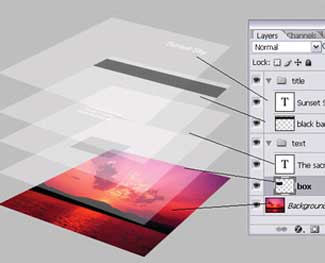 Sunset Sky
Layers Channels
Normal
Lock:
title
T Sunset S
black ba
text
T The sac
box
Background